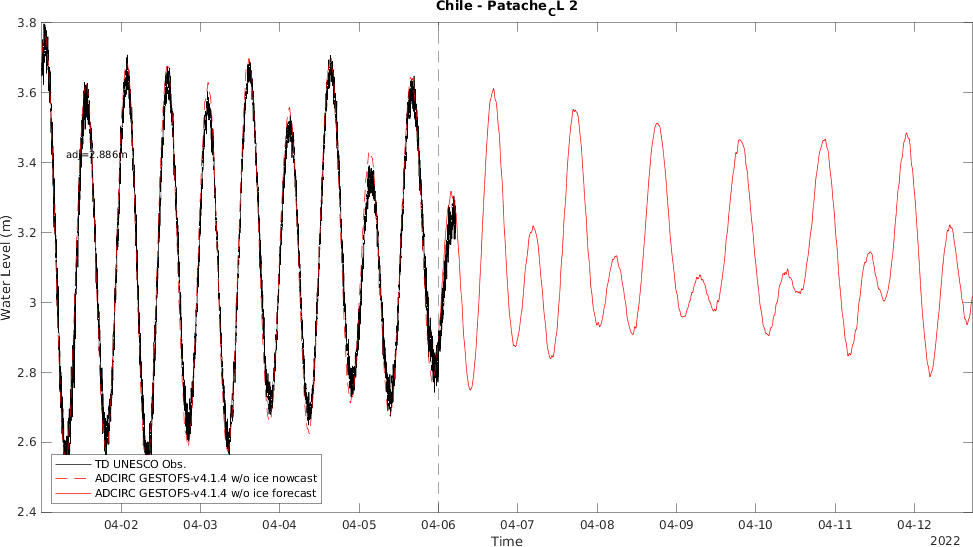 Chile - Patache_CL 2
3.8
3.6
3.4
3.2
3
2.8
2.6
2.4
Water Level (m)
adj=2.886m
TD UNESCO Obs.
ADCIRC GESTOFS-v4.1.4 w/o ice nowcast
ADCIRC GESTOFS-v4.1.4 w/o ice forecast
04-02 04-03 04-04 04-05 04-06 04-07 04-08 04-09 04-10 04-11 04-12
Time
2022